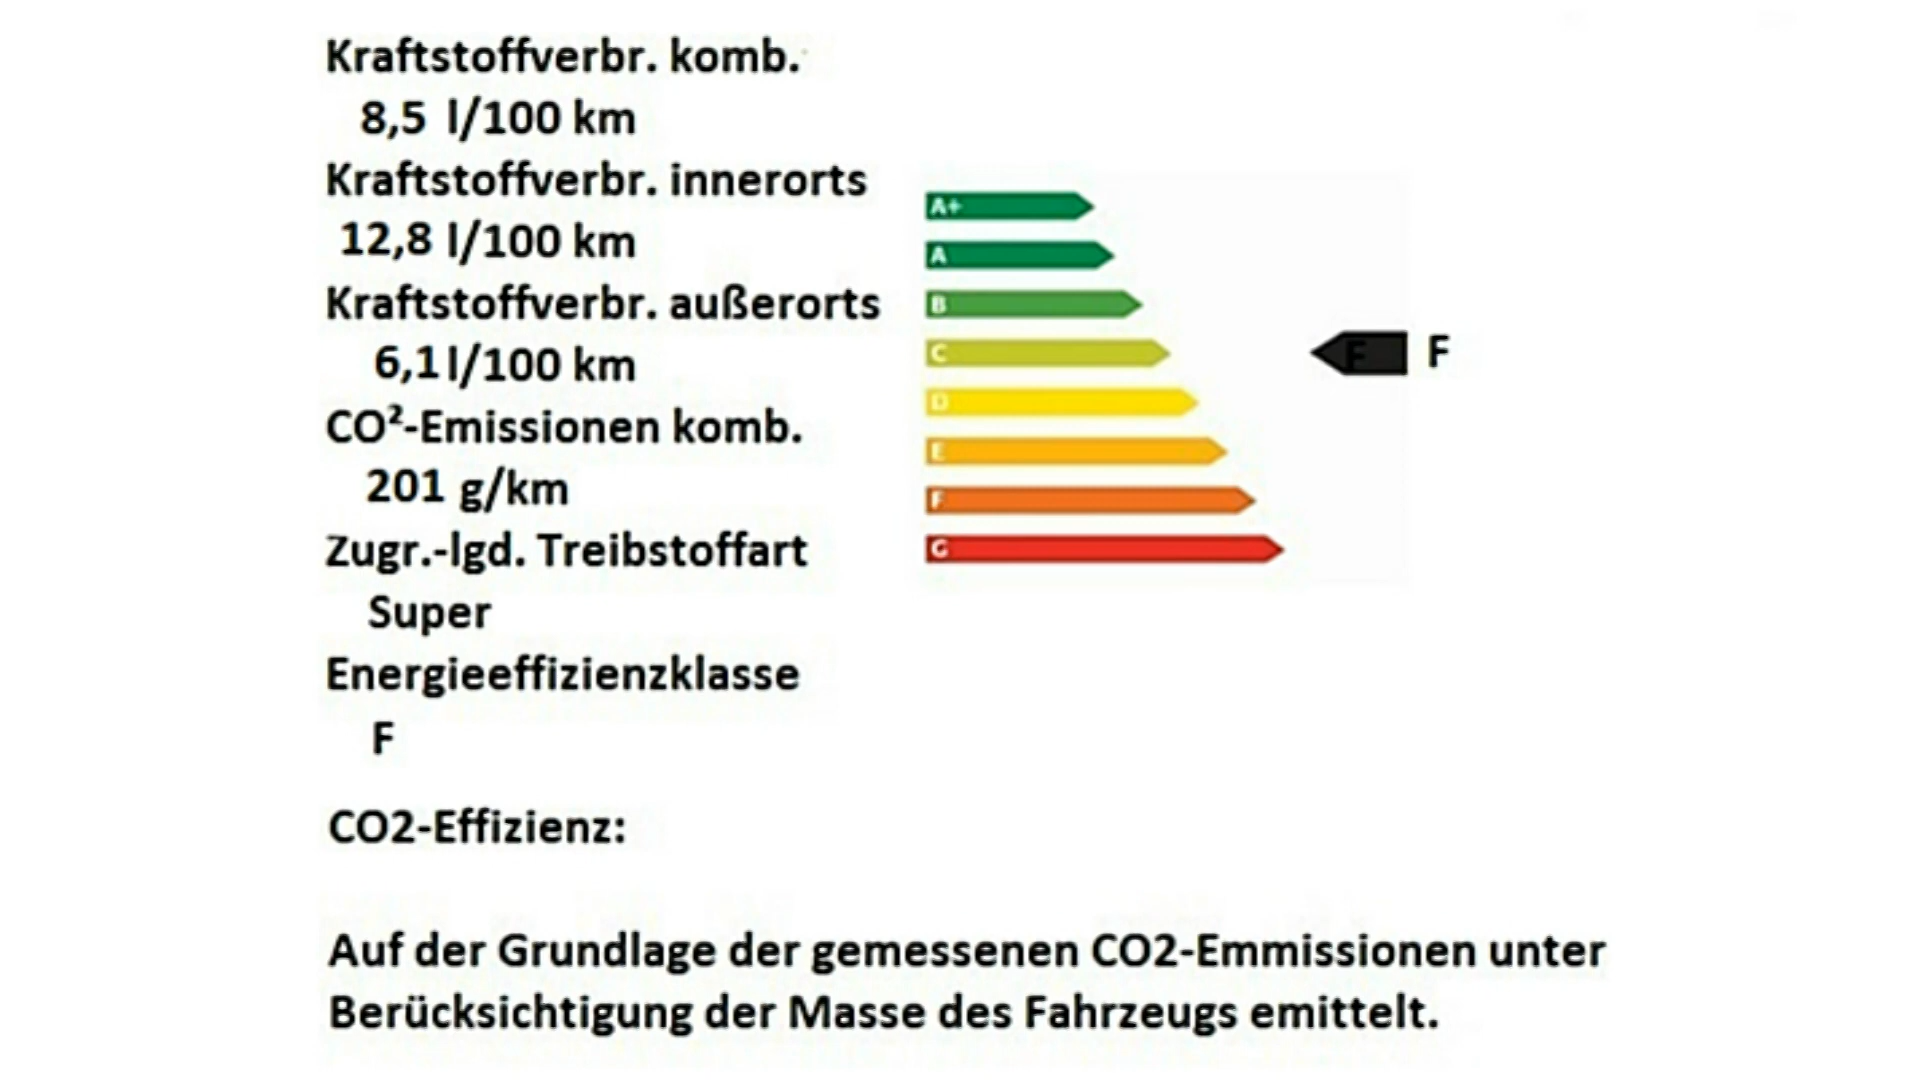 Kraftstoffverbr. komb.
8,5 l/100 km
Kraftstoffverbr. innerorts
12,8 l/100 km
Kraftstoffverbr. außerorts
6,1 l/100 km
CO²-Emissionen komb.
201 g/km
Zugr.-lgd. Treibstoffart
Super
Energieeffizienzklasse
F
A+
A
B
C
D
E
F
G
F F
CO2-Effizienz:
Auf der Grundlage der gemessenen CO2-Emmissionen unter
Berücksichtigung der Masse des Fahrzeugs emittelt.